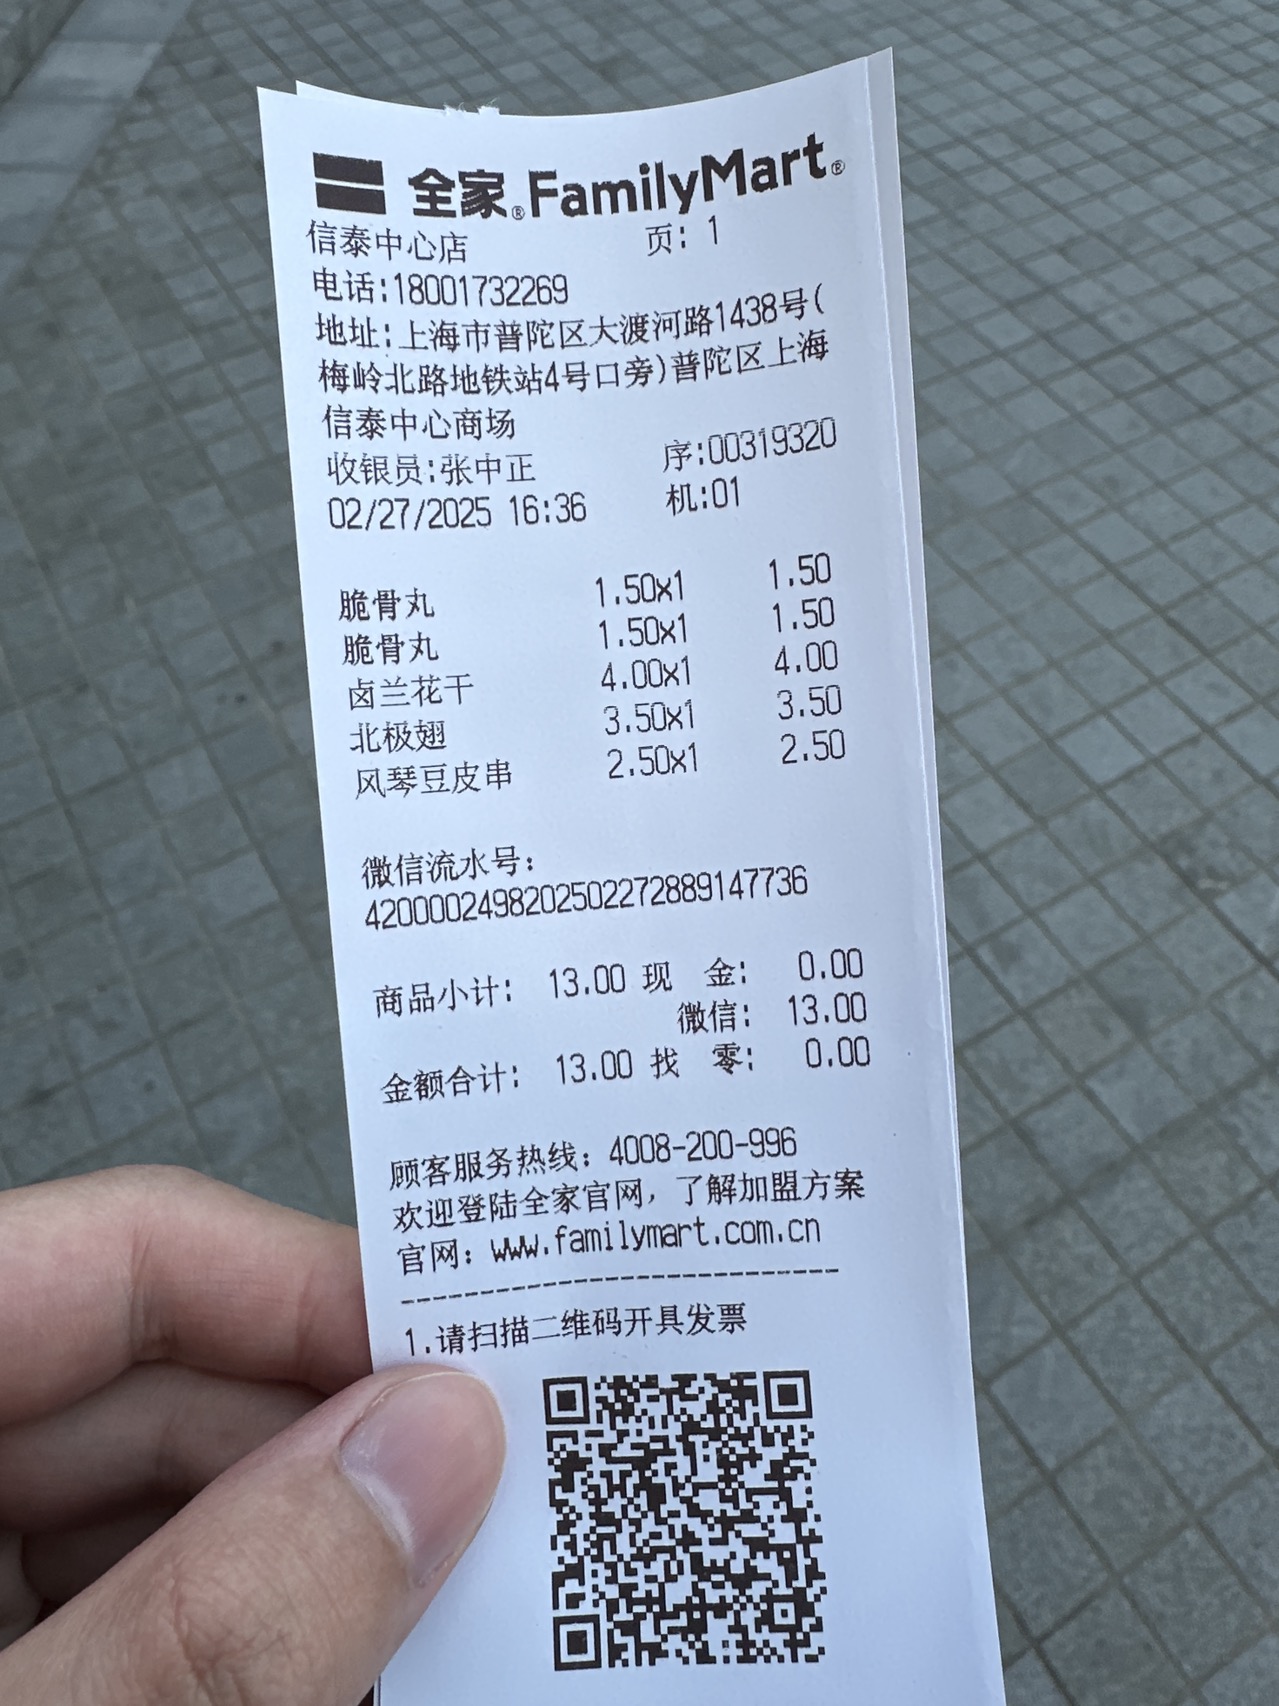 全家® FamilyMart®
信泰中心店 页: 1
电话:18001732269
地址:上海市普陀区大渡河路1438号(
梅岭北路地铁站4号口旁)普陀区上海
信泰中心商场
收银员:张中正 序:00319320
02/27/2025 16:36 机:01
脆骨丸 1.50x1 1.50
脆骨丸 1.50x1 1.50
卤兰花干 4.00x1 4.00
北极翅 3.50x1 3.50
风琴豆皮串 2.50x1 2.50
微信流水号:
4200002498202502272889147736
商品小计: 13.00 现 金: 0.00
微信: 13.00
金额合计: 13.00 找 零: 0.00
顾客服务热线: 4008-200-996
欢迎登陆全家官网，了解加盟方案
官网: www.familymart.com.cn
--------------------------------
1.请扫描二维码开具发票